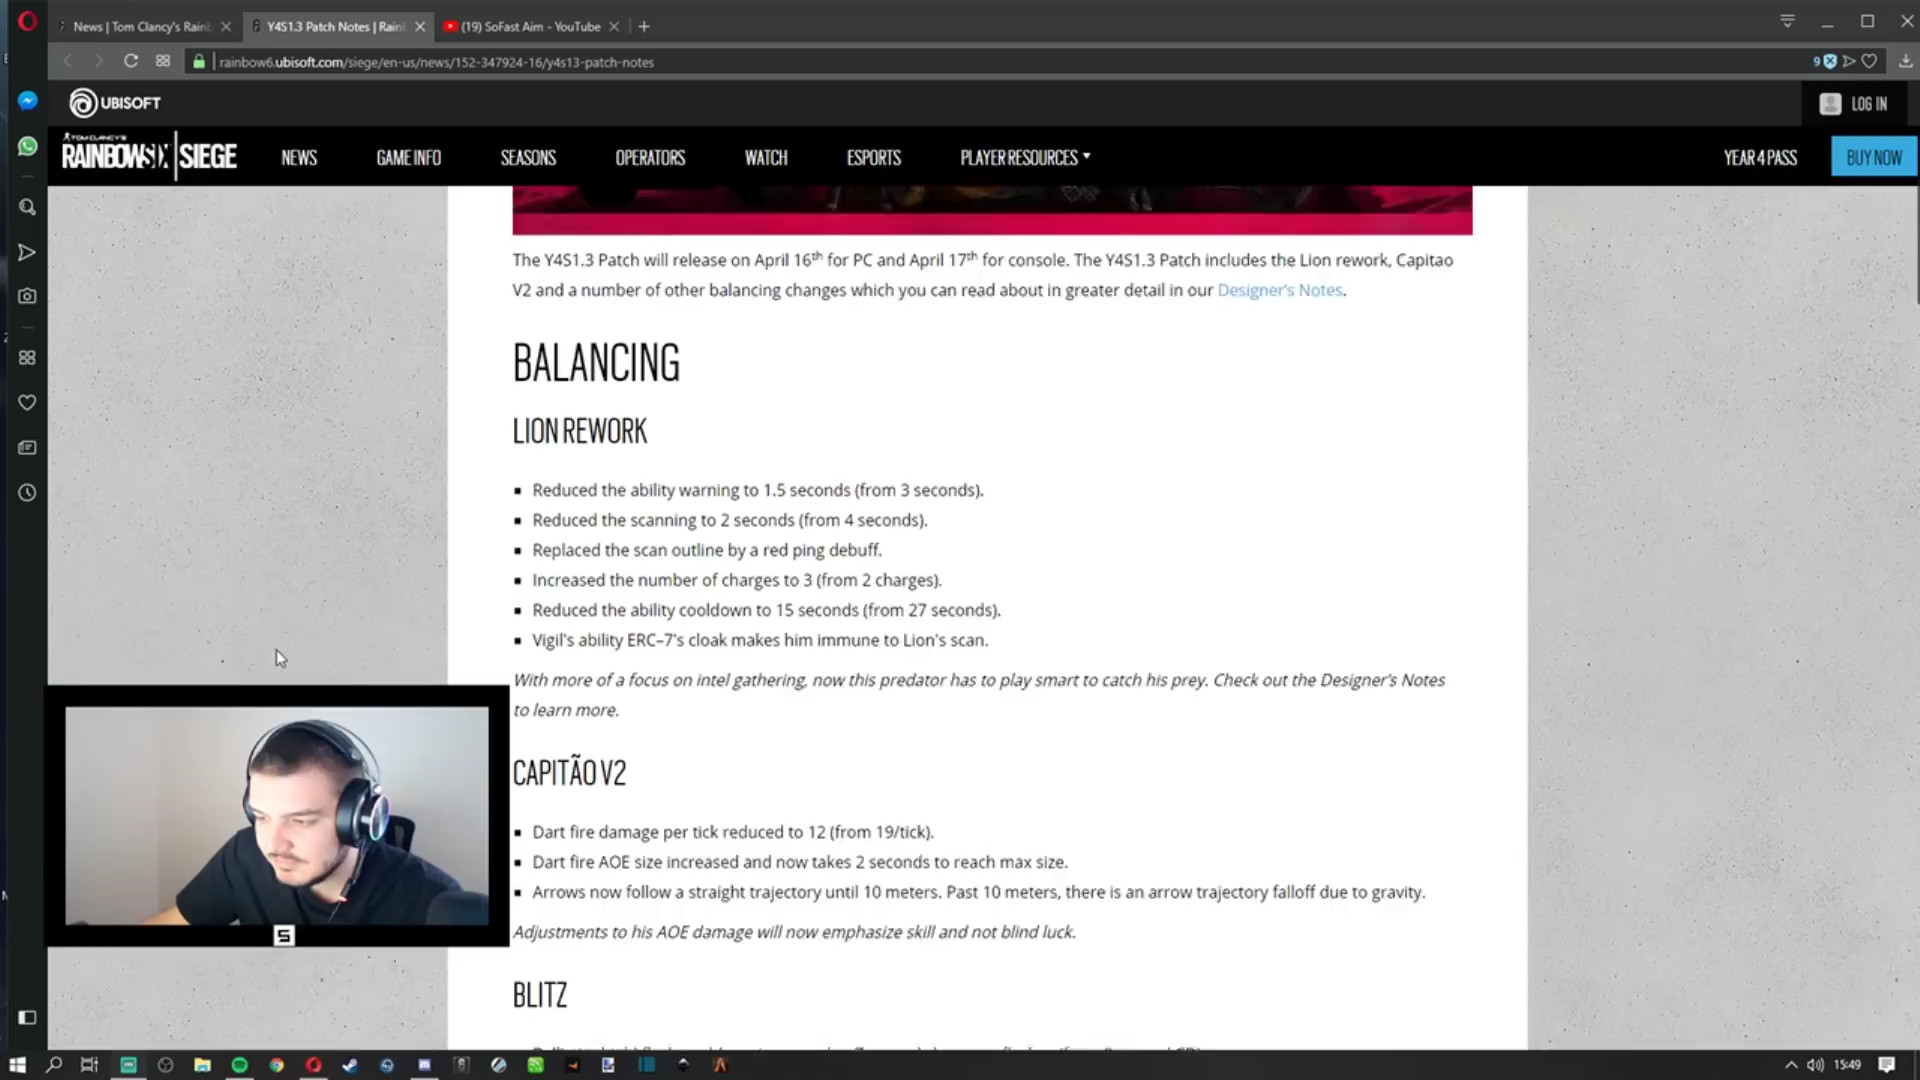 News | Tom Clancy's Rain
Y4S1.3 Patch Notes | Rain
(19) SoFast Aim - YouTube
rainbow6.ubisoft.com/siege/en-us/news/152-347924-16/y4s13-patch-notes
9
UBISOFT
LOG IN
TOM CLANCY'S
RAINBOW SIX | SIEGE
NEWS
GAME INFO
SEASONS
OPERATORS
WATCH
ESPORTS
PLAYER RESOURCES
YEAR 4 PASS
BUY NOW
The Y4S1.3 Patch will release on April 16th for PC and April 17th for console. The Y4S1.3 Patch includes the Lion rework, Capitao
V2 and a number of other balancing changes which you can read about in greater detail in our Designer's Notes.
BALANCING
LION REWORK
▪ Reduced the ability warning to 1.5 seconds (from 3 seconds).
▪ Reduced the scanning to 2 seconds (from 4 seconds).
▪ Replaced the scan outline by a red ping debuff.
▪ Increased the number of charges to 3 (from 2 charges).
▪ Reduced the ability cooldown to 15 seconds (from 27 seconds).
▪ Vigil's ability ERC–7's cloak makes him immune to Lion's scan.
With more of a focus on intel gathering, now this predator has to play smart to catch his prey. Check out the Designer's Notes
to learn more.
CAPITÃO V2
▪ Dart fire damage per tick reduced to 12 (from 19/tick).
▪ Dart fire AOE size increased and now takes 2 seconds to reach max size.
▪ Arrows now follow a straight trajectory until 10 meters. Past 10 meters, there is an arrow trajectory falloff due to gravity.
Adjustments to his AOE damage will now emphasize skill and not blind luck.
S
BLITZ
15:49